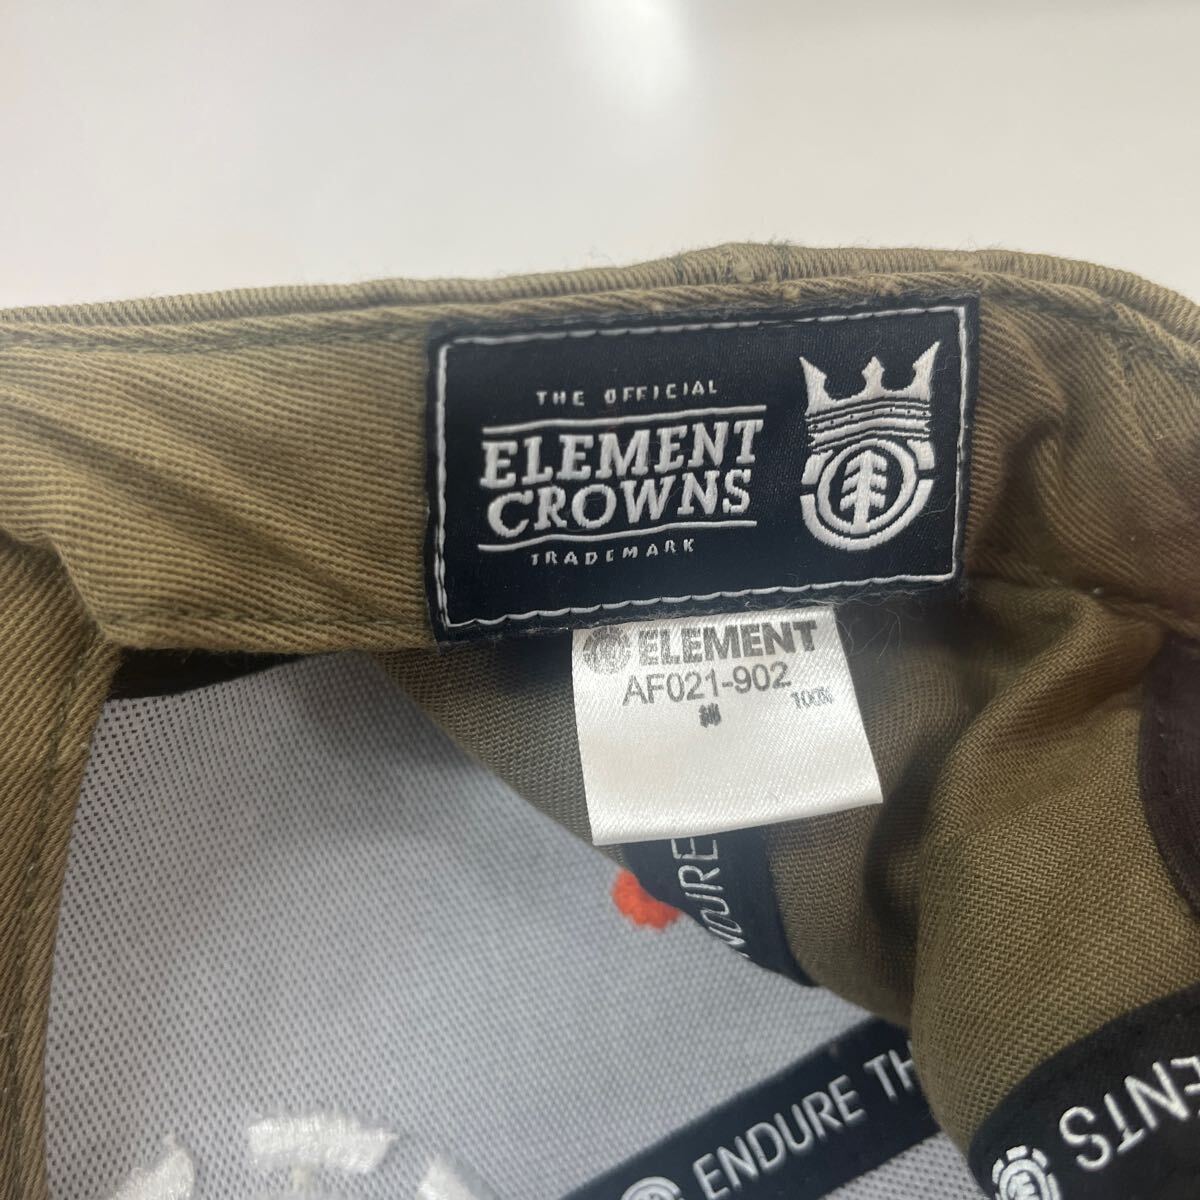 THE OFFICIAL
ELEMENT
CROWNS
TRADEMARK
ELEMENT
AF021-902
綿 100%
ENDURE
ENDURE TH
ENTS